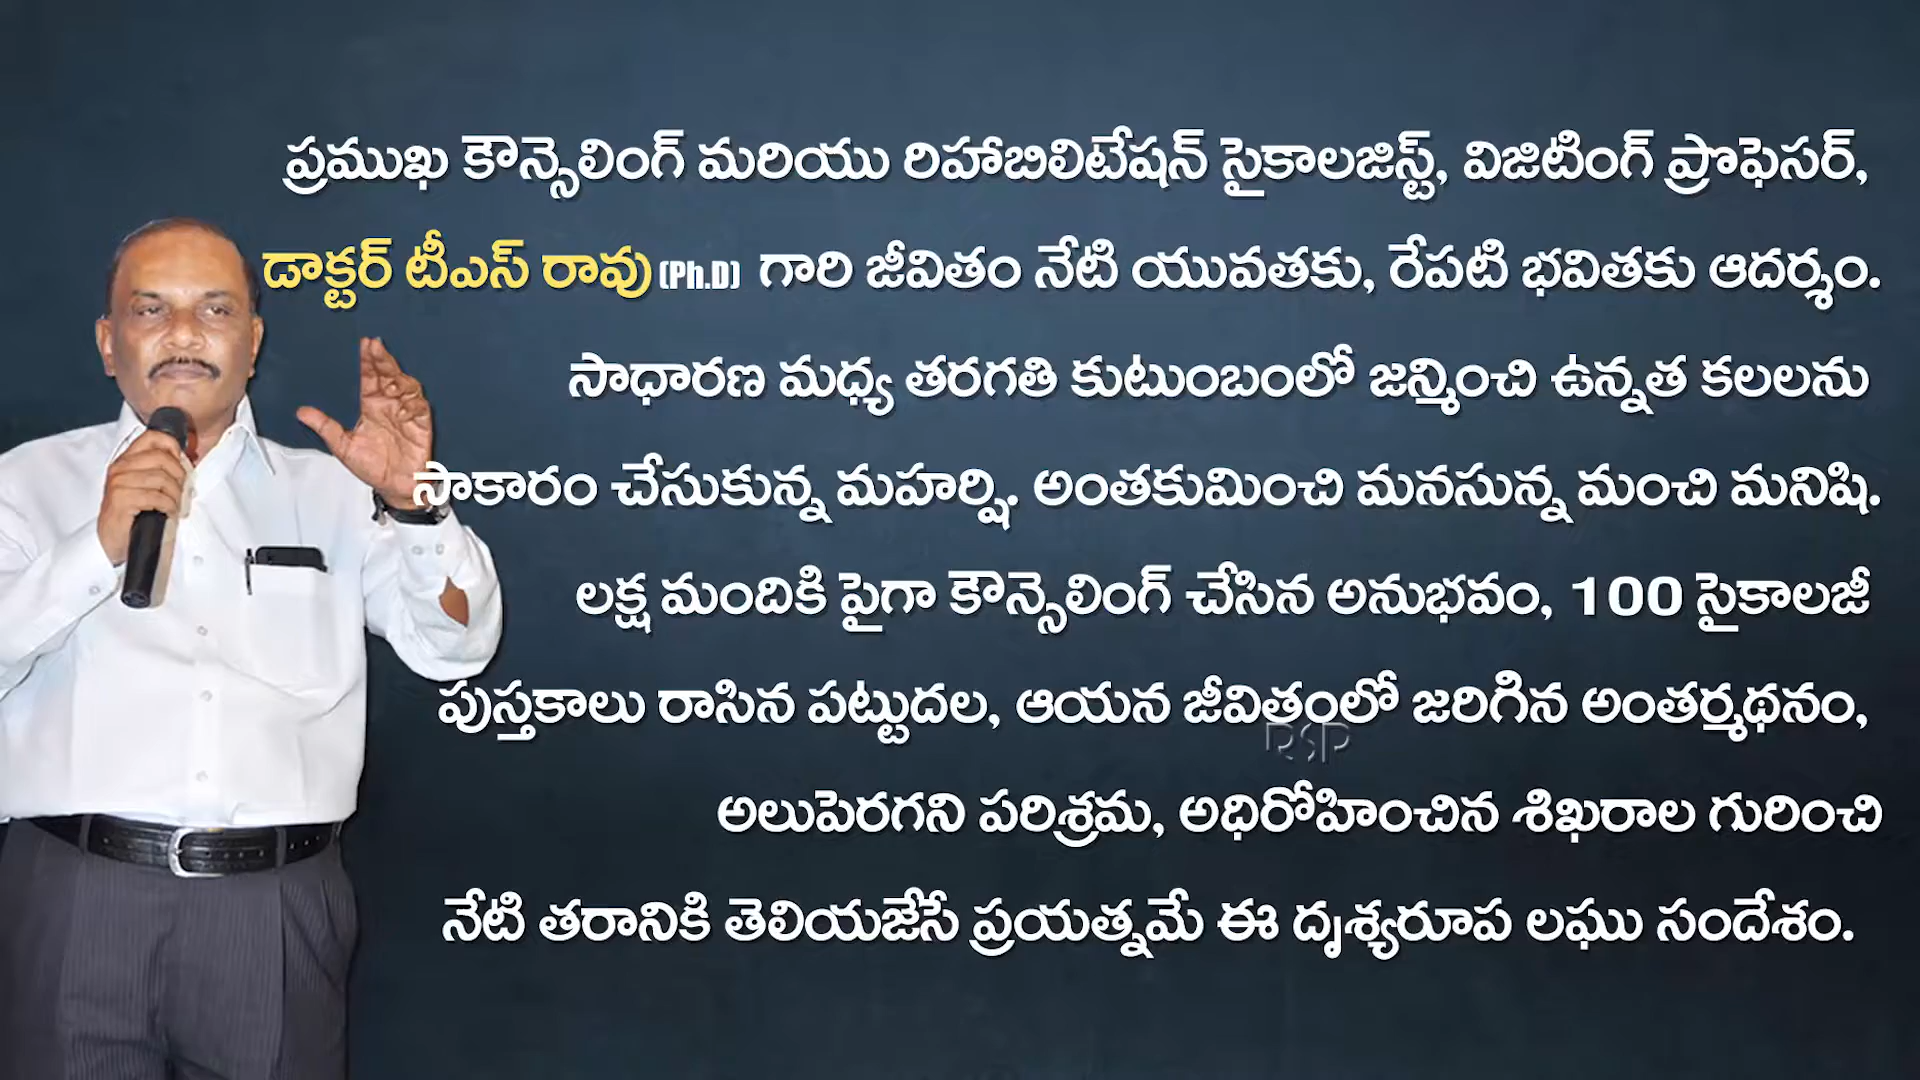 ప్రముఖ కౌన్సెలింగ్ మరియు రిహాబిలిటేషన్ సైకాలజిస్ట్, విజిటింగ్ ప్రొఫెసర్,
డాక్టర్ టీఎస్ రావు (Ph.D) గారి జీవితం నేటి యువతకు, రేపటి భవితకు ఆదర్శం.
సాధారణ మధ్య తరగతి కుటుంబంలో జన్మించి ఉన్నత కలలను
సాకారం చేసుకున్న మహర్షి. అంతకుమించి మనసున్న మంచి మనిషి.
లక్ష మందికి పైగా కౌన్సెలింగ్ చేసిన అనుభవం, 100 సైకాలజీ
పుస్తకాలు రాసిన పట్టుదల, ఆయన జీవితంలో జరిగిన అంతర్మథనం,
RSP
అలుపెరగని పరిశ్రమ, అధిరోహించిన శిఖరాల గురించి
నేటి తరానికి తెలియజేసే ప్రయత్నమే ఈ దృశ్యరూప లఘు సందేశం.